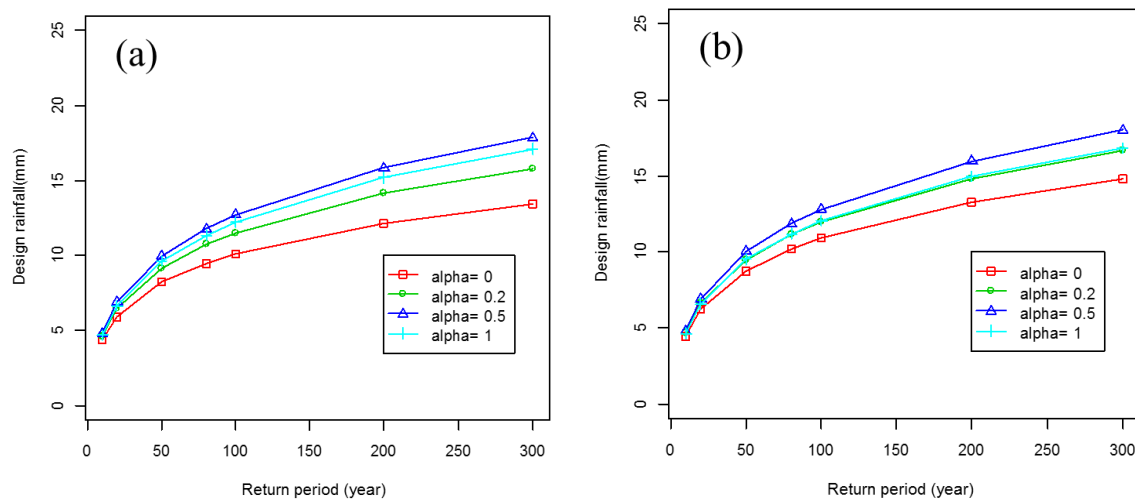 (a)
Design rainfall(mm)
25
20
15
10
5
0
alpha= 0
alpha= 0.2
alpha= 0.5
alpha= 1
0 50 100 150 200 250 300
Return period (year)
(b)
Design rainfall(mm)
25
20
15
10
5
0
alpha= 0
alpha= 0.2
alpha= 0.5
alpha= 1
0 50 100 150 200 250 300
Return period (year)